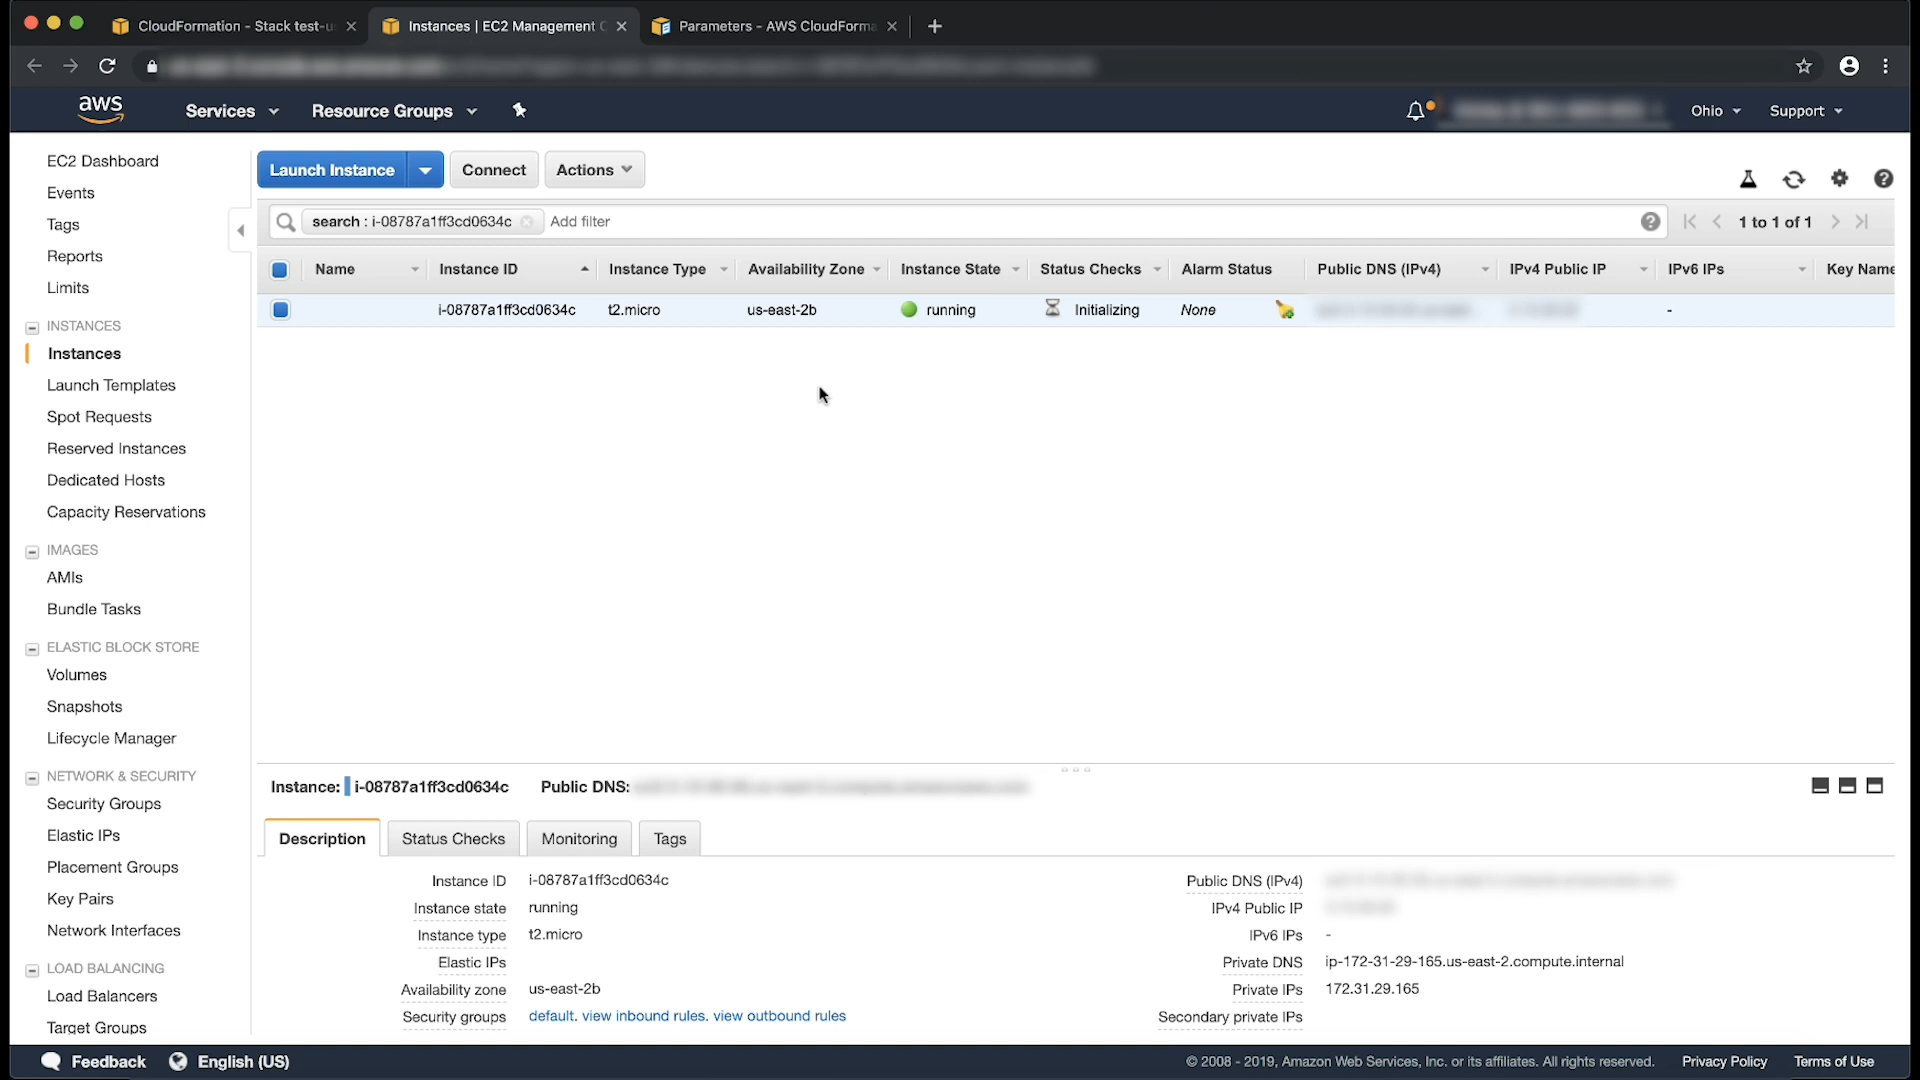 CloudFormation - Stack test-u
Instances | EC2 Management C
Parameters - AWS CloudForma
aws
Services
Resource Groups
Ohio
Support
EC2 Dashboard
Events
Tags
Reports
Limits
INSTANCES
Instances
Launch Templates
Spot Requests
Reserved Instances
Dedicated Hosts
Capacity Reservations
IMAGES
AMIs
Bundle Tasks
ELASTIC BLOCK STORE
Volumes
Snapshots
Lifecycle Manager
NETWORK & SECURITY
Security Groups
Elastic IPs
Placement Groups
Key Pairs
Network Interfaces
LOAD BALANCING
Load Balancers
Target Groups
Launch Instance Connect Actions
search : i-08787a1ff3cd0634c Add filter 1 to 1 of 1
Name Instance ID Instance Type Availability Zone Instance State Status Checks Alarm Status Public DNS (IPv4) IPv4 Public IP IPv6 IPs Key Name
i-08787a1ff3cd0634c t2.micro us-east-2b running Initializing None -
Instance: i-08787a1ff3cd0634c Public DNS:
Description Status Checks Monitoring Tags
Instance ID i-08787a1ff3cd0634c
Instance state running
Instance type t2.micro
Elastic IPs
Availability zone us-east-2b
Security groups default. view inbound rules. view outbound rules
Public DNS (IPv4)
IPv4 Public IP
IPv6 IPs -
Private DNS ip-172-31-29-165.us-east-2.compute.internal
Private IPs 172.31.29.165
Secondary private IPs
Feedback English (US) © 2008 - 2019, Amazon Web Services, Inc. or its affiliates. All rights reserved. Privacy Policy Terms of Use